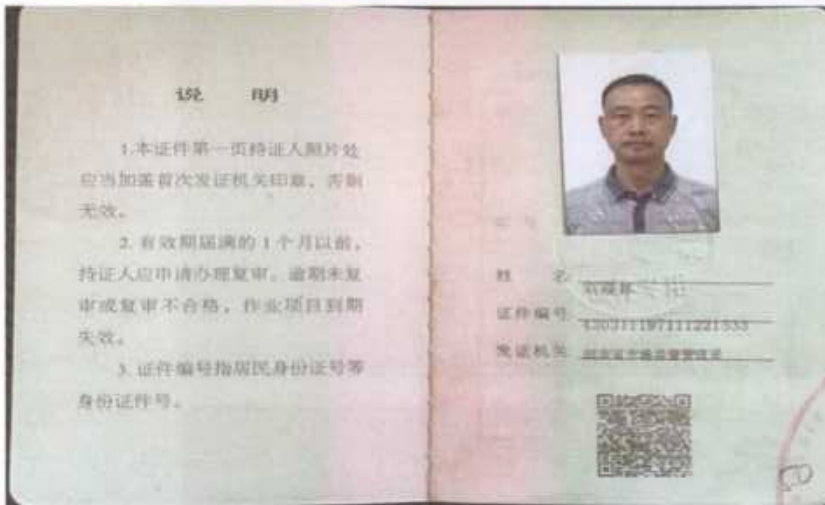 说 明
1.本证件第一页持证人照片处
应当加盖首次发证机关印章，否则
无效。
2. 有效期届满的 1 个月以前，
持证人应申请办理复审。逾期未复
审或复审不合格，作业项目到期
失效。
3. 证件编号指居民身份证号等
身份证件号。
姓 名
证件编号
发证机关